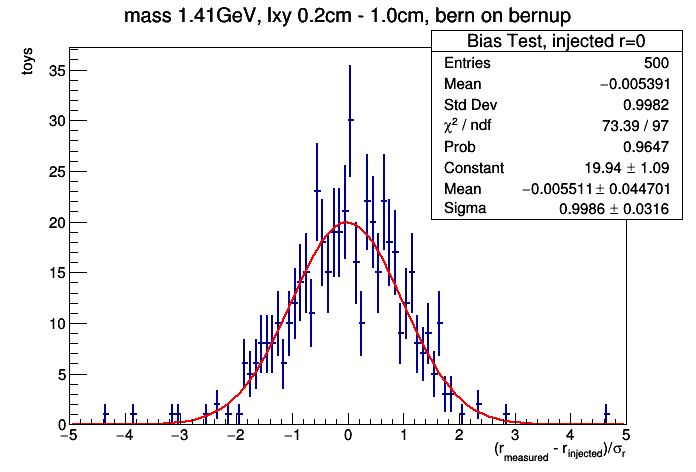 mass 1.41GeV, lxy 0.2cm - 1.0cm, bern on bernup
Bias Test, injected r=0
Entries 500
Mean −0.005391
Std Dev 0.9982
χ² / ndf 73.39 / 97
Prob 0.9647
Constant 19.94 ± 1.09
Mean −0.005511 ± 0.044701
Sigma 0.9986 ± 0.0316
toys
35
30
25
20
15
10
5
0
−5 −4 −3 −2 −1 0 1 2 3 4 5
(r_measured - r_injected)/σ_r